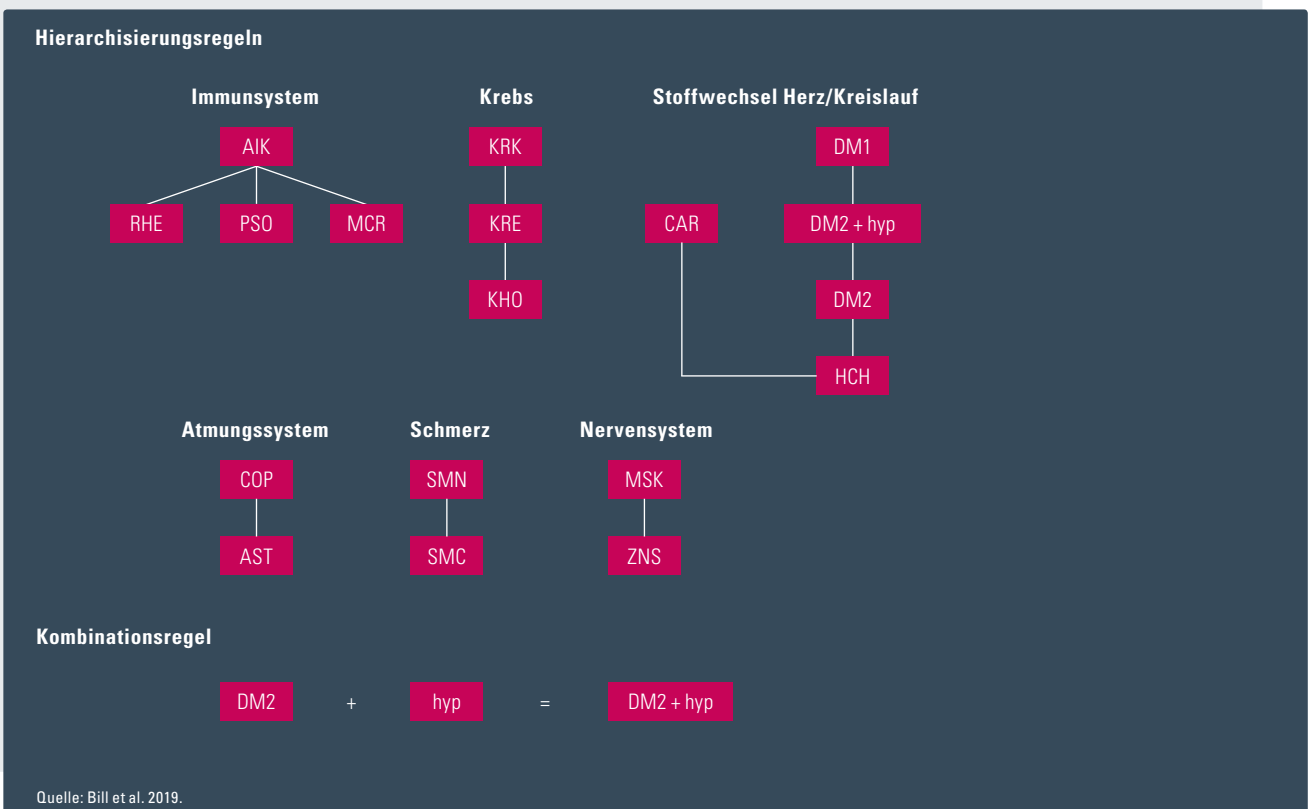 Hierarchisierungsregeln
Immunsystem
Krebs
Stoffwechsel Herz/Kreislauf
AIK
KRK
DM1
RHE
PSO
MCR
KRE
CAR
DM2 + hyp
KHO
DM2
HCH
Atmungssystem
Schmerz
Nervensystem
COP
SMN
MSK
AST
SMC
ZNS
Kombinationsregel
DM2 + hyp = DM2 + hyp
Quelle: Bill et al. 2019.